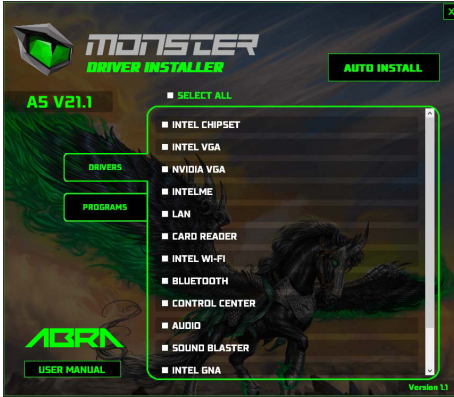 X
MONSTER
DRIVER INSTALLER
AUTO INSTALL
A5 V21.1
SELECT ALL
INTEL CHIPSET
INTEL VGA
NVIDIA VGA
INTELME
LAN
CARD READER
INTEL WI-FI
BLUETOOTH
CONTROL CENTER
AUDIO
SOUND BLASTER
INTEL GNA
DRIVERS
PROGRAMS
ABRA
USER MANUAL
Version 1.1